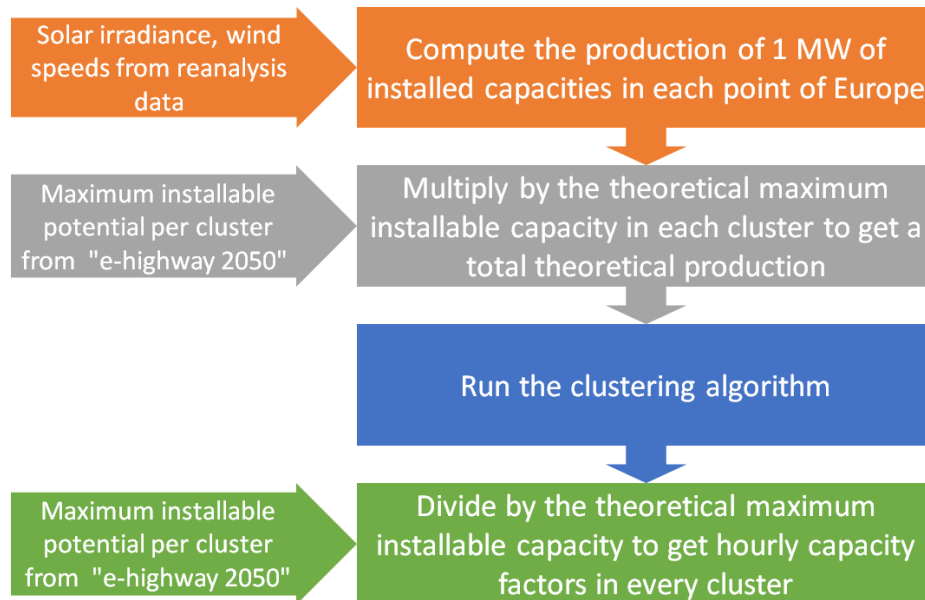 Solar irradiance, wind
speeds from reanalysis
data
Compute the production of 1 MW of
installed capacities in each point of Europe
Maximum installable
potential per cluster
from "e-highway 2050"
Multiply by the theoretical maximum
installable capacity in each cluster to get a
total theoretical production
Run the clustering algorithm
Maximum installable
potential per cluster
from "e-highway 2050"
Divide by the theoretical maximum
installable capacity to get hourly capacity
factors in every cluster